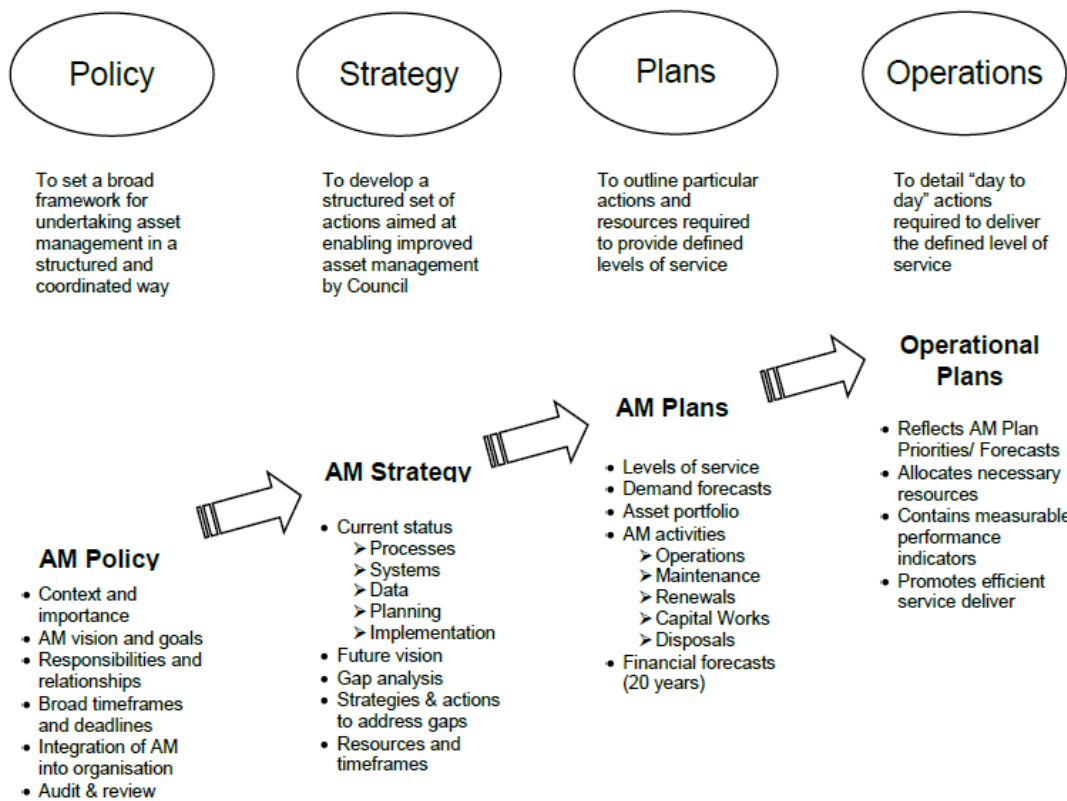 Policy
Strategy
Plans
Operations
To set a broad
framework for
undertaking asset
management in a
structured and
coordinated way
To develop a
structured set of
actions aimed at
enabling improved
asset management
by Council
To outline particular
actions and
resources required
to provide defined
levels of service
To detail “day to
day” actions
required to deliver
the defined level of
service
AM Policy
• Context and
importance
• AM vision and goals
• Responsibilities and
relationships
• Broad timeframes
and deadlines
• Integration of AM
into organisation
• Audit & review
AM Strategy
• Current status
➢ Processes
➢ Systems
➢ Data
➢ Planning
➢ Implementation
• Future vision
• Gap analysis
• Strategies & actions
to address gaps
• Resources and
timeframes
AM Plans
• Levels of service
• Demand forecasts
• Asset portfolio
• AM activities
➢ Operations
➢ Maintenance
➢ Renewals
➢ Capital Works
➢ Disposals
• Financial forecasts
(20 years)
Operational
Plans
• Reflects AM Plan
Priorities/ Forecasts
• Allocates necessary
resources
• Contains measurable
performance
indicators
• Promotes efficient
service deliver